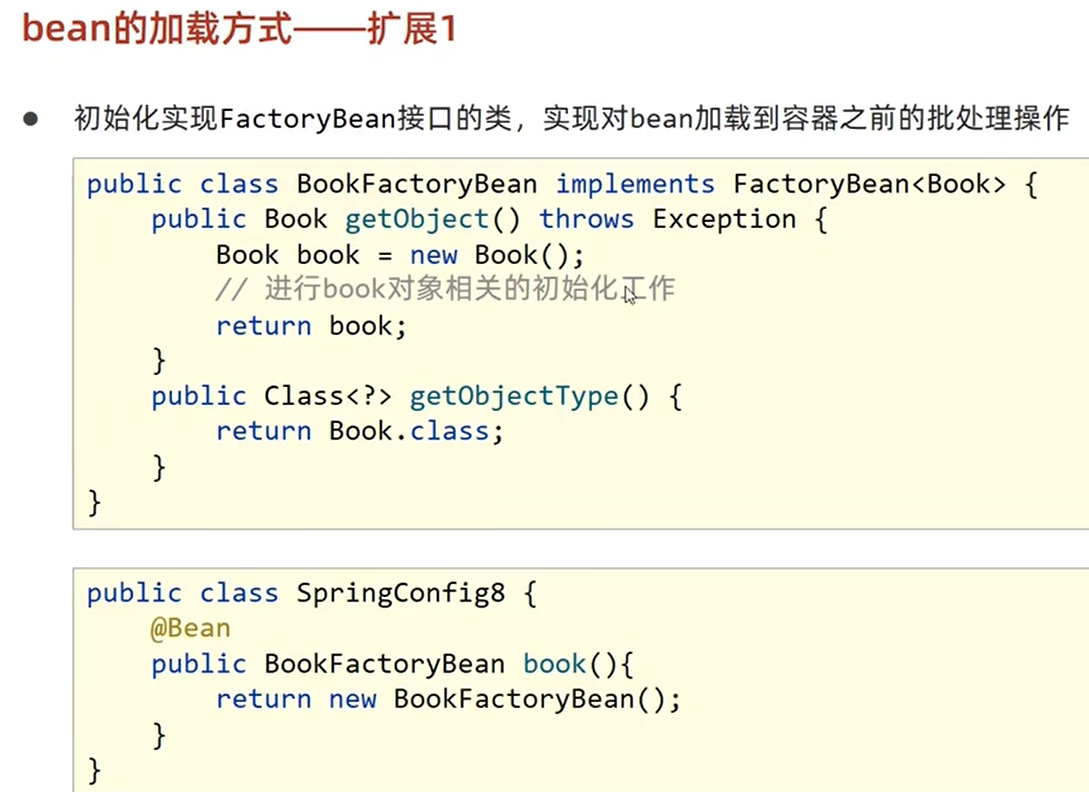 bean的加载方式——扩展1
● 初始化实现FactoryBean接口的类，实现对bean加载到容器之前的批处理操作
public class BookFactoryBean implements FactoryBean<Book> {
    public Book getObject() throws Exception {
        Book book = new Book();
        // 进行book对象相关的初始化工作
        return book;
    }
    public Class<?> getObjectType() {
        return Book.class;
    }
}
public class SpringConfig8 {
    @Bean
    public BookFactoryBean book(){
        return new BookFactoryBean();
    }
}